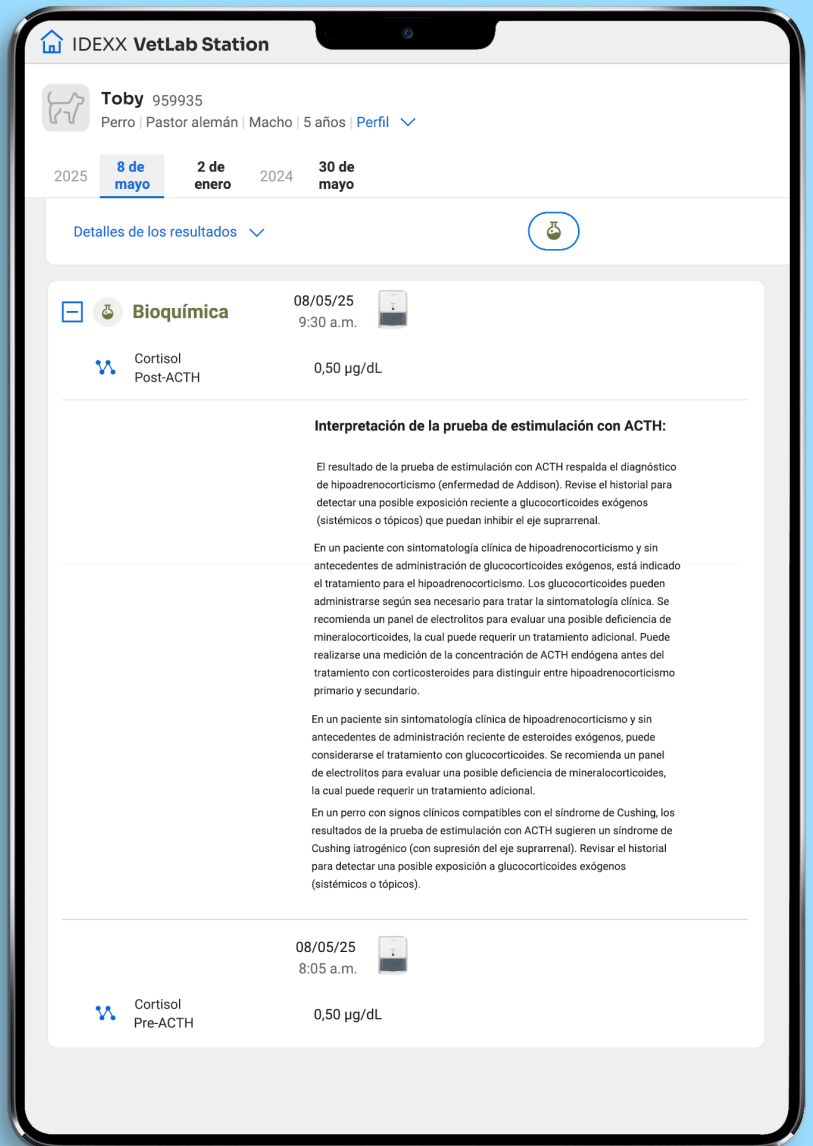 IDEXX VetLab Station
Toby 959935
Perro | Pastor alemán | Macho | 5 años | Perfil
2025
8 de
mayo
2 de
enero
2024
30 de
mayo
Detalles de los resultados
Bioquímica
08/05/25
9:30 a.m.
Cortisol
Post-ACTH
0,50 µg/dL
Interpretación de la prueba de estimulación con ACTH:
El resultado de la prueba de estimulación con ACTH respalda el diagnóstico
de hipoadrenocorticismo (enfermedad de Addison). Revise el historial para
detectar una posible exposición reciente a glucocorticoides exógenos
(sistémicos o tópicos) que puedan inhibir el eje suprarrenal.
En un paciente con sintomatología clínica de hipoadrenocorticismo y sin
antecedentes de administración de glucocorticoides exógenos, está indicado
el tratamiento para el hipoadrenocorticismo. Los glucocorticoides pueden
administrarse según sea necesario para tratar la sintomatología clínica. Se
recomienda un panel de electrolitos para evaluar una posible deficiencia de
mineralocorticoides, la cual puede requerir un tratamiento adicional. Puede
realizarse una medición de la concentración de ACTH endógena antes del
tratamiento con corticosteroides para distinguir entre hipoadrenocorticismo
primario y secundario.
En un paciente sin sintomatología clínica de hipoadrenocorticismo y sin
antecedentes de administración reciente de esteroides exógenos, puede
considerarse el tratamiento con glucocorticoides. Se recomienda un panel
de electrolitos para evaluar una posible deficiencia de mineralocorticoides,
la cual puede requerir un tratamiento adicional.
En un perro con signos clínicos compatibles con el síndrome de Cushing, los
resultados de la prueba de estimulación con ACTH sugieren un síndrome de
Cushing iatrogénico (con supresión del eje suprarrenal). Revisar el historial
para detectar una posible exposición a glucocorticoides exógenos
(sistémicos o tópicos).
08/05/25
8:05 a.m.
Cortisol
Pre-ACTH
0,50 µg/dL